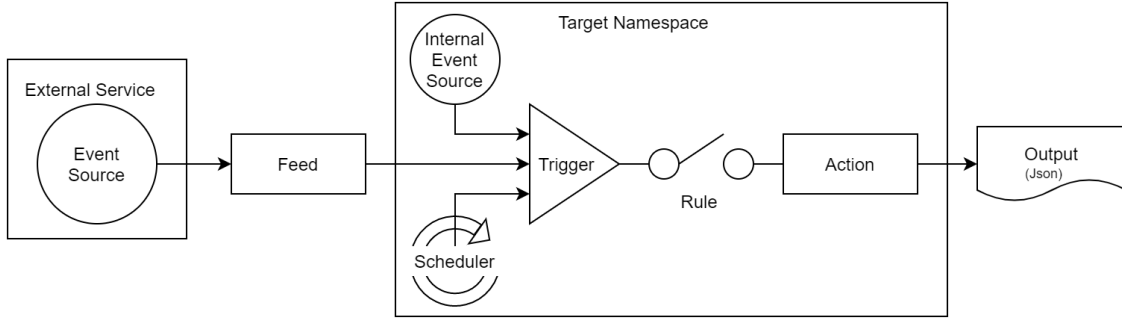 Target Namespace
External Service
Event
Source
Feed
Internal
Event
Source
Scheduler
Trigger
Rule
Action
Output
(Json)